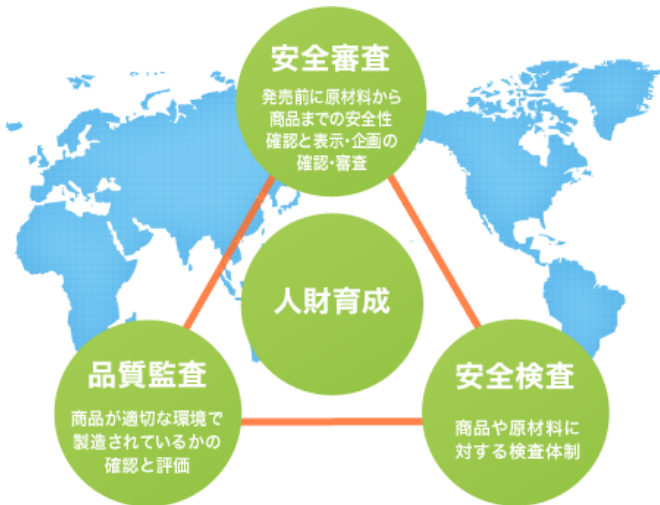 安全審査
発売前に原材料から
商品までの安全性
確認と表示・企画の
確認・審査
人財育成
品質監査
商品が適切な環境で
製造されているかの
確認と評価
安全検査
商品や原材料に
対する検査体制